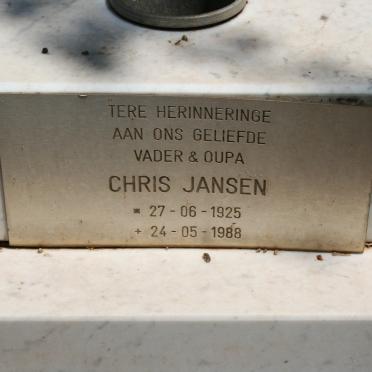 TERE HERINNERINGE
AAN ONS GELIEFDE
VADER & OUPA
CHRIS JANSEN
* 27 - 06 - 1925
+ 24 - 05 - 1988